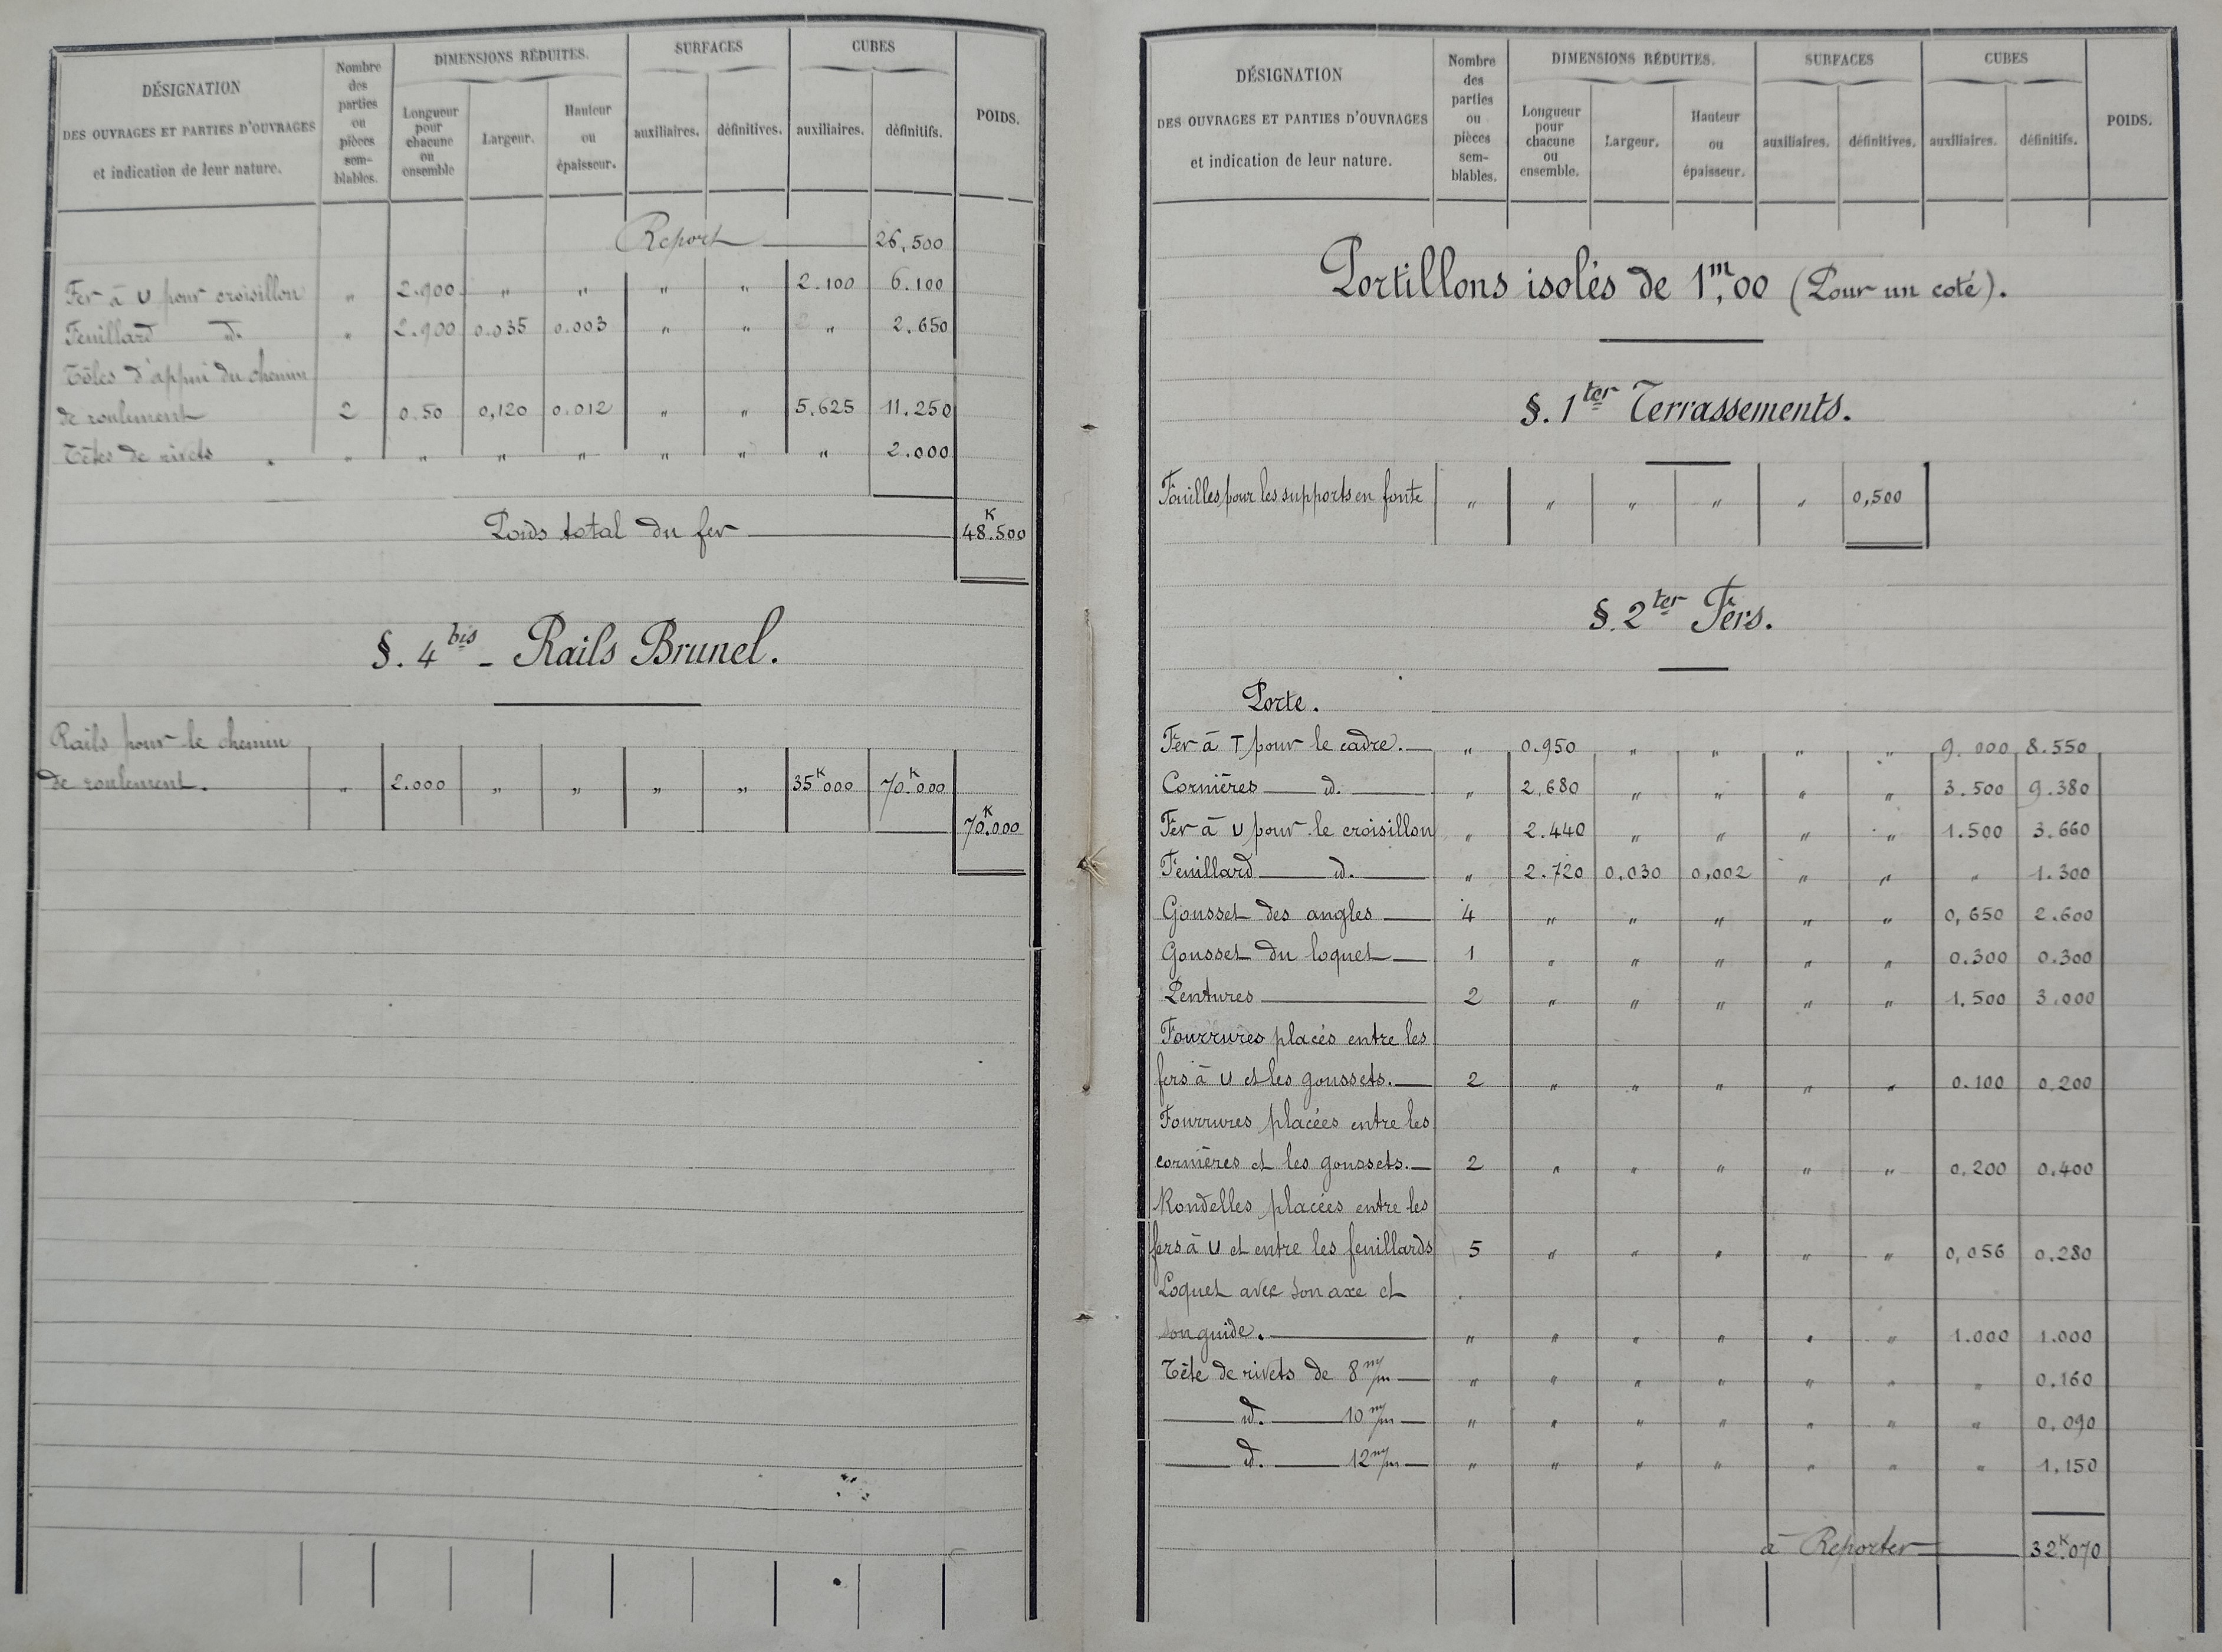 DÉSIGNATION
DES OUVRAGES ET PARTIES D'OUVRAGES
et indication de leur nature.
Nombre des parties ou pièces sem- blables.
DIMENSIONS RÉDUITES.
Longueur pour chacune ou ensemble
Largeur.
Hauteur ou épaisseur.
SURFACES
auxiliaires.
définitives.
CUBES
auxiliaires.
définitifs.
POIDS.
Report 26,500
Fer à U pour croisillon " 2.900 " " " " 2.100 6.100
Feuillard d. " 2.900 0.035 0.003 " " " 2.650
Tôles d'appui du chemin
de roulement 2 0.50 0,120 0.012 " " 5.625 11.250
Têtes de rivets " " " " " " " 2.000
Poids total du fer 48.K500
§. 4bis - Rails Brunel.
Rails pour le chemin
de roulement. " 2.000 " " " " 35K000 70.K000
70.K000
DÉSIGNATION
DES OUVRAGES ET PARTIES D'OUVRAGES
et indication de leur nature.
Nombre des parties ou pièces sem- blables.
DIMENSIONS RÉDUITES.
Longueur pour chacune ou ensemble.
Largeur.
Hauteur ou épaisseur.
SURFACES
auxiliaires.
définitives.
CUBES
auxiliaires.
définitifs.
POIDS.
Portillons isolés de 1m,00 (Pour un coté).
§. 1ter Terrassements.
Fouilles pour les supports en fonte " " " " " 0,500
§. 2ter Fers.
Porte.
Fer à T pour le cadre. " 0.950 " " " " 9.000 8.550
Cornières d. " 2,680 " " " " 3.500 9.380
Fer à U pour le croisillon " 2.440 " " " " 1.500 3.660
Feuillard d. " 2.720 0.030 0,002 " " " 1.300
Gousset des angles 4 " " " " " 0,650 2.600
Gousset du loquet 1 " " " " " 0.300 0.300
Pentures 2 " " " " " 1,500 3.000
Fourrures placés entre les
fers à U et les goussets. 2 " " " " " 0.100 0.200
Fourrures placées entre les
cornières et les goussets. 2 " " " " " 0,200 0.400
Rondelles placées entre les
fers à U et entre les feuillards 5 " " " " " 0,056 0.280
Loquet avec son axe et
son guide. " " " " " " 1.000 1.000
Tête de rivets de 8 m/m " " " " " " " 0.160
d. 10 m/m " " " " " " " 0,090
d. 12 m/m " " " " " " " 1.150
à Reporter 32K.070